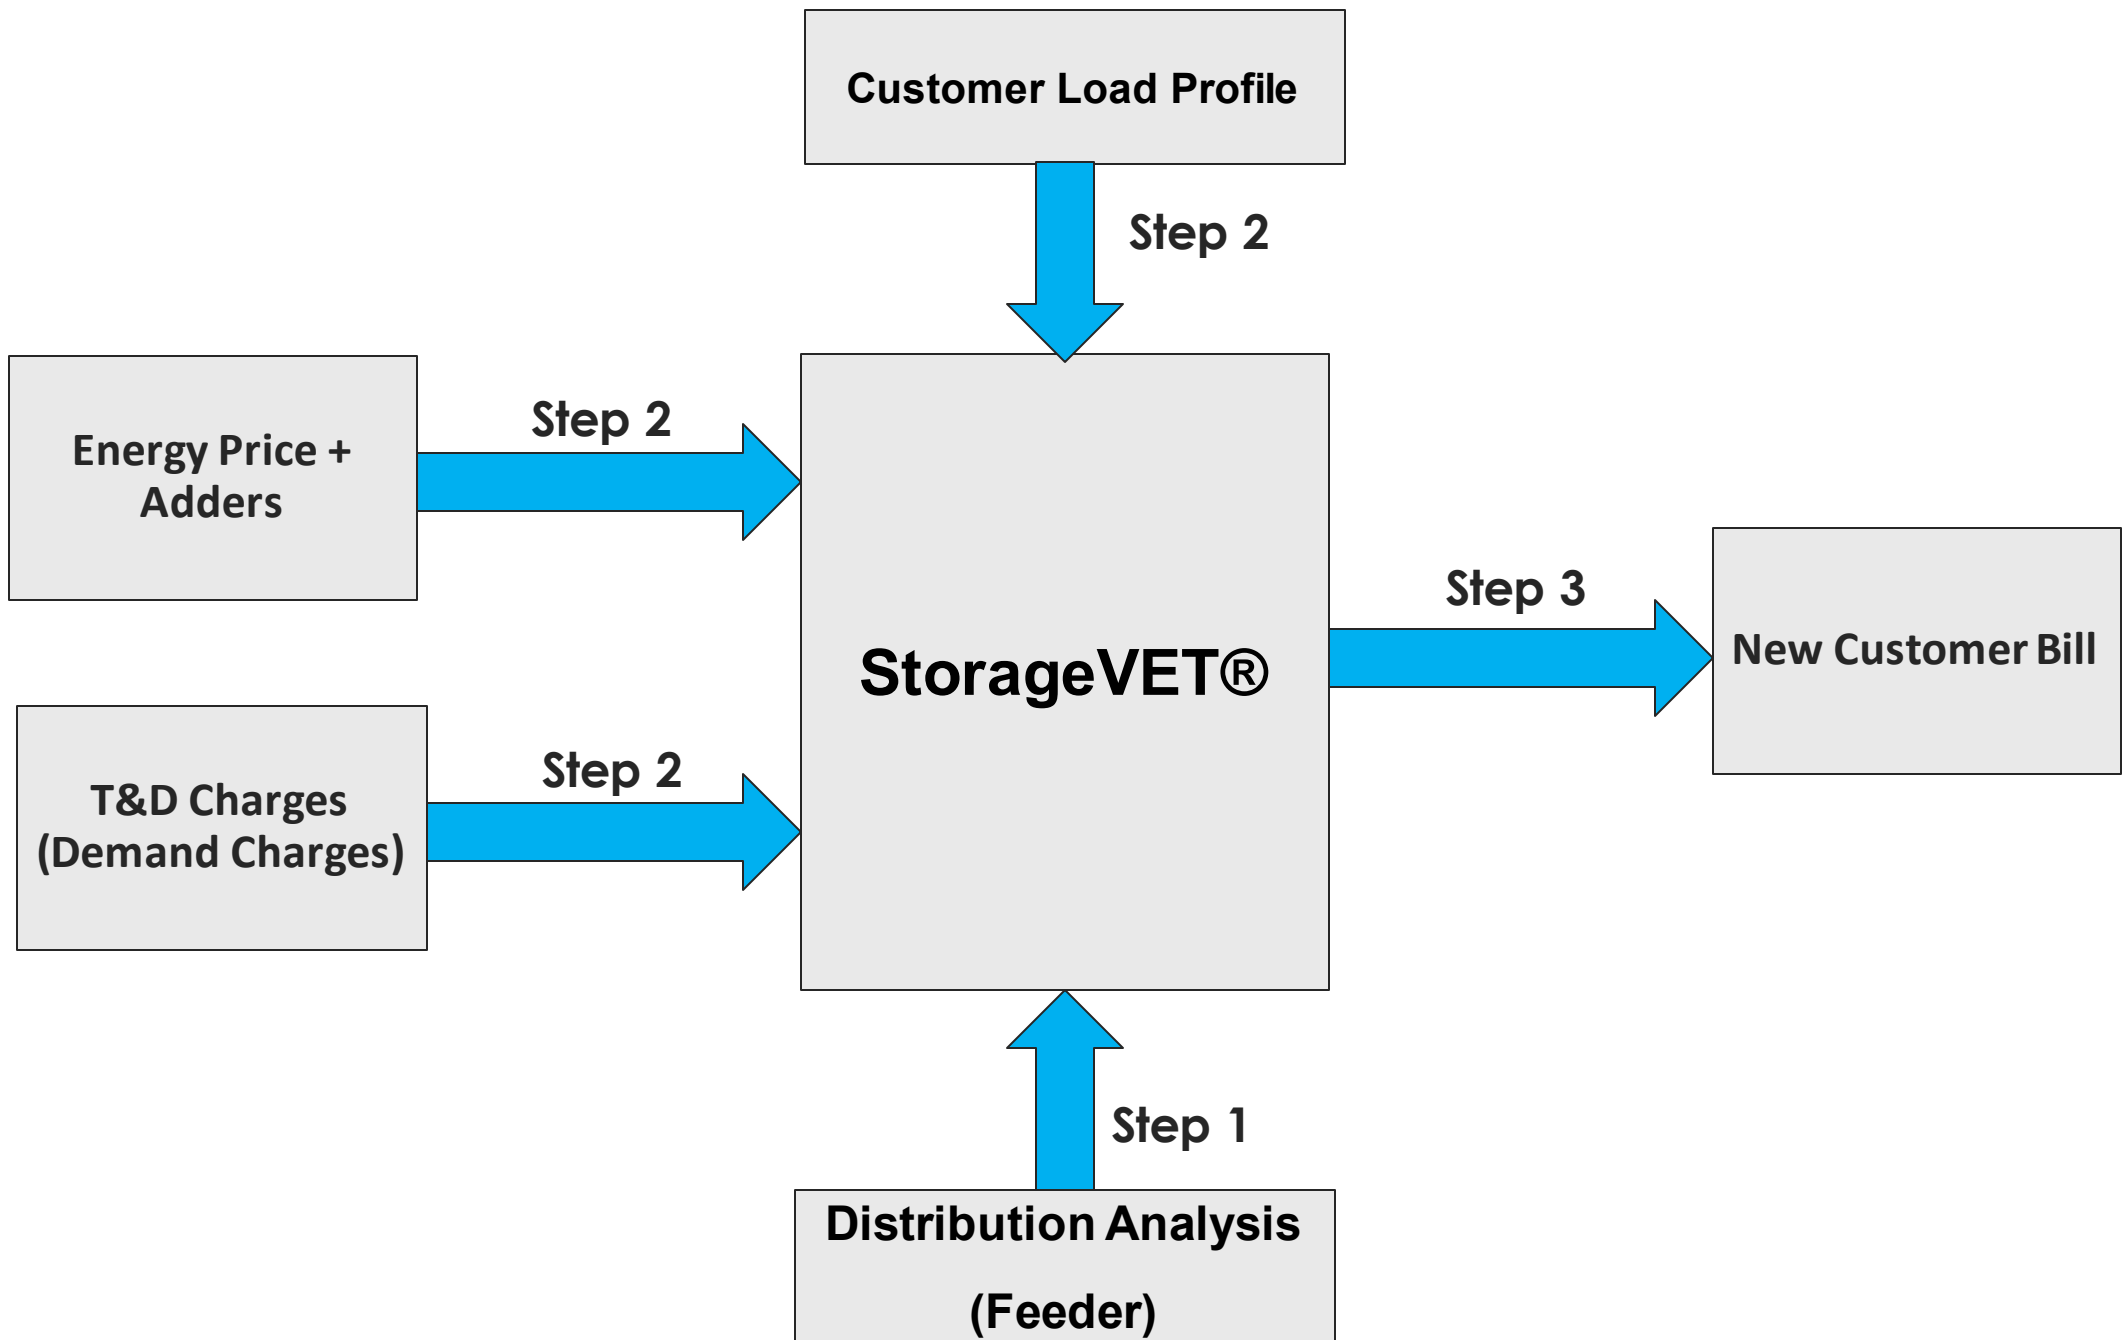 Customer Load Profile
Step 2
Energy Price +
Adders
Step 2
StorageVET®
Step 3
New Customer Bill
T&D Charges
(Demand Charges)
Step 2
Step 1
Distribution Analysis
(Feeder)